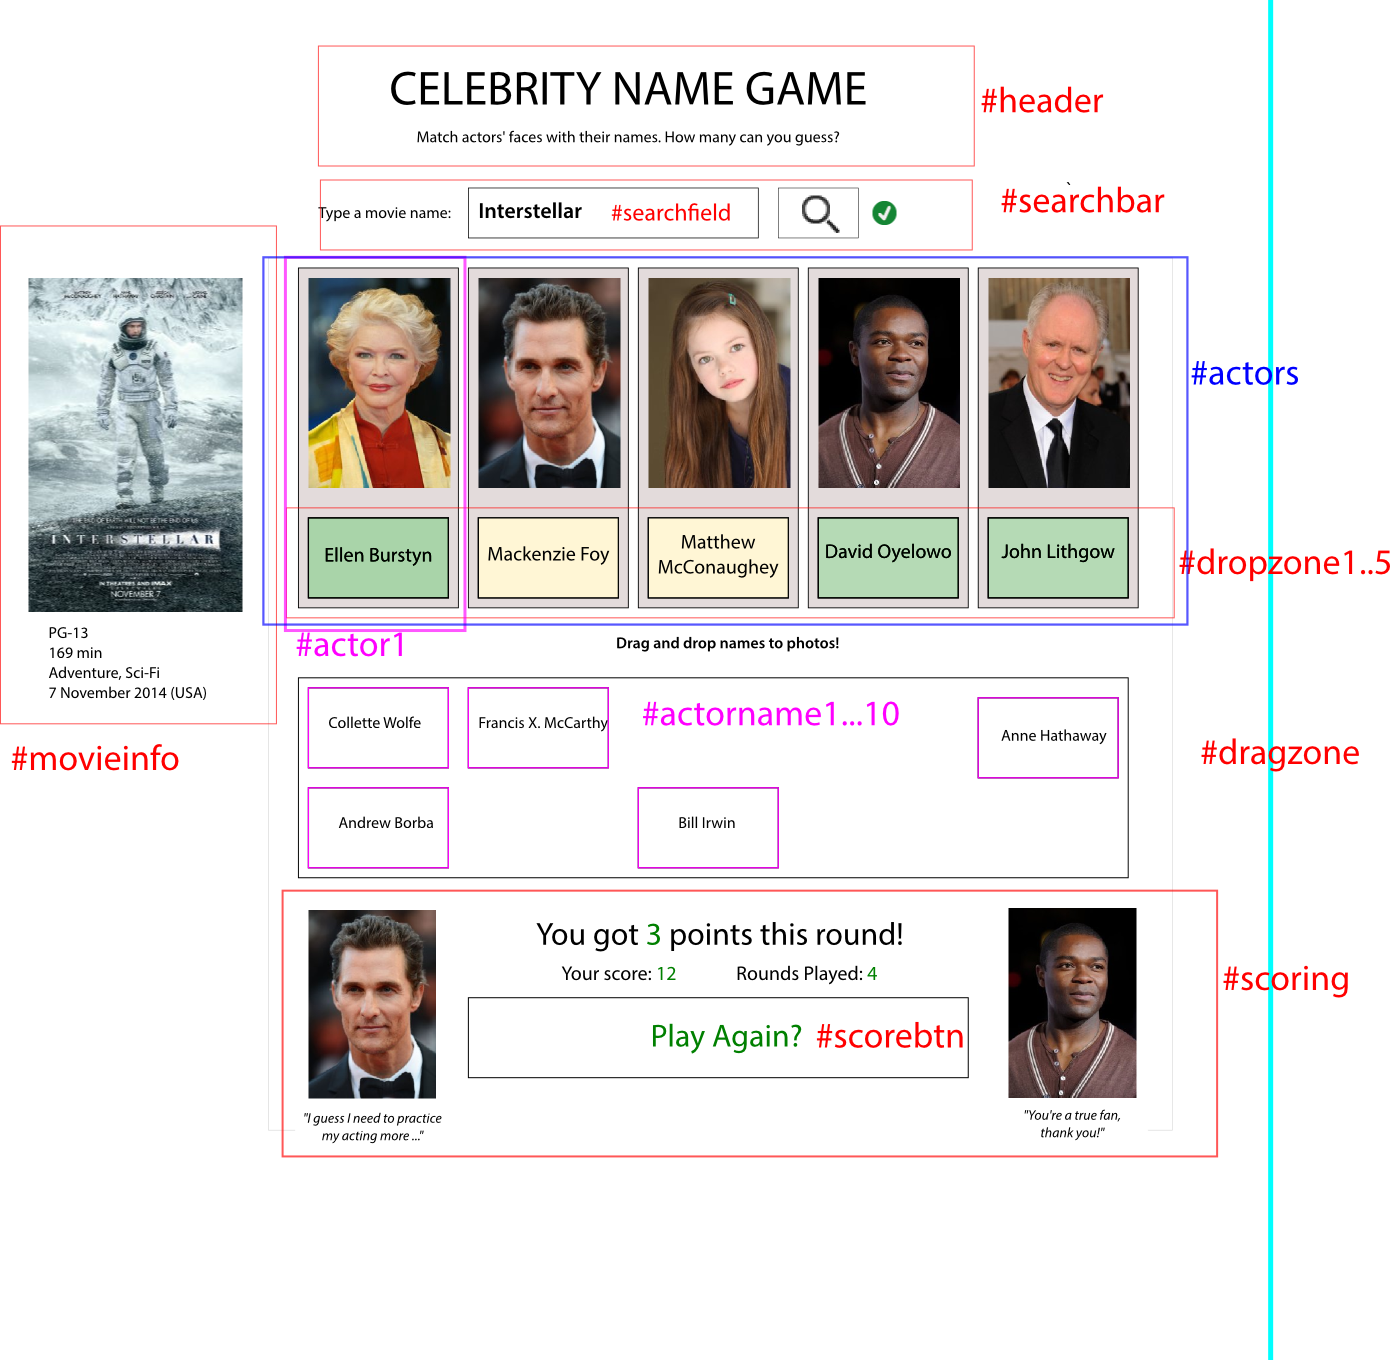 CELEBRITY NAME GAME
#header
Match actors' faces with their names. How many can you guess?
`
#searchbar
Type a movie name:
Interstellar
#searchfield
#actors
INTERSTELLAR
IN THEATRES AND IMAX
NOVEMBER 7
Ellen Burstyn
Mackenzie Foy
Matthew
McConaughey
David Oyelowo
John Lithgow
#dropzone1..5
PG-13
169 min
Adventure, Sci-Fi
7 November 2014 (USA)
#movieinfo
#actor1
Drag and drop names to photos!
Collette Wolfe
Francis X. McCarthy
#actorname1...10
Anne Hathaway
#dragzone
Andrew Borba
Bill Irwin
You got 3 points this round!
Your score: 12
Rounds Played: 4
#scoring
Play Again?
#scorebtn
"I guess I need to practice
my acting more ..."
"You're a true fan,
thank you!"